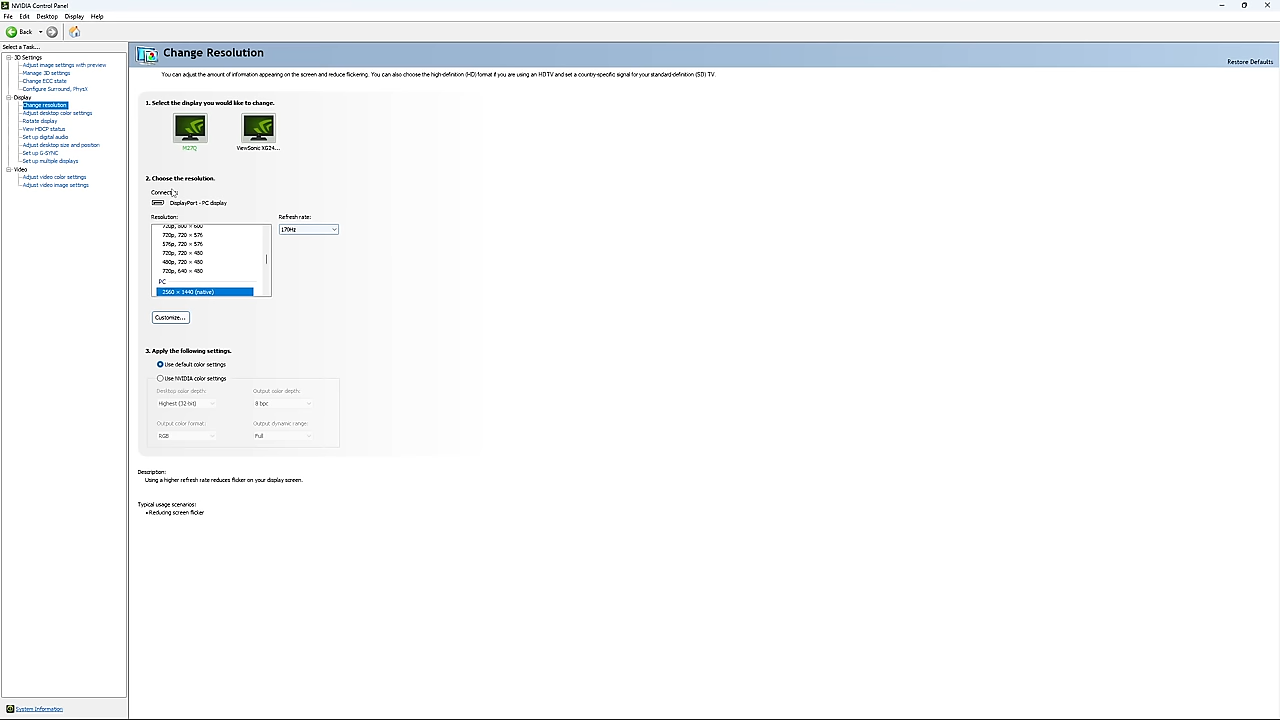 NVIDIA Control Panel
File Edit Desktop Display Help
Back
Select a Task...
3D Settings
Adjust image settings with preview
Manage 3D settings
Change ECC state
Configure Surround, PhysX
Display
Change resolution
Adjust desktop color settings
Rotate display
View HDCP status
Set up digital audio
Adjust desktop size and position
Set up G-SYNC
Set up multiple displays
Video
Adjust video color settings
Adjust video image settings
System Information
Change Resolution
Restore Defaults
You can adjust the amount of information appearing on the screen and reduce flickering. You can also choose the high-definition (HD) format if you are using an HDTV and set a country-specific signal for your standard-definition (SD) TV.
1. Select the display you would like to change.
M27Q
ViewSonic XG24...
2. Choose the resolution.
DisplayPort - PC display
Resolution:
Refresh rate:
720p, 800 × 600
170Hz
720p, 720 × 576
576p, 720 × 576
720p, 720 × 480
480p, 720 × 480
720p, 640 × 480
PC
2560 × 1440 (native)
Customize...
3. Apply the following settings.
Use default color settings
Use NVIDIA color settings
Desktop color depth:
Output color depth:
Highest (32-bit)
8 bpc
Output color format:
Output dynamic range:
RGB
Full
Description:
Using a higher refresh rate reduces flicker on your display screen.
Typical usage scenarios:
•Reducing screen flicker